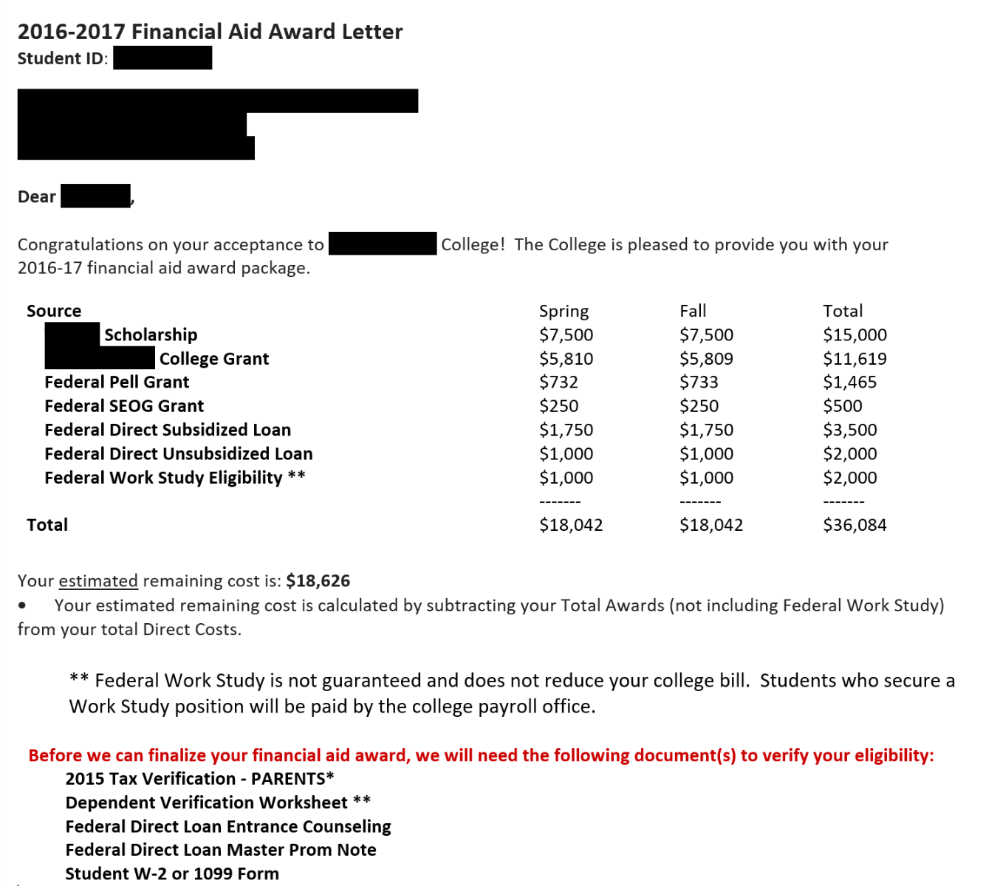 2016-2017 Financial Aid Award Letter
Student ID:
Dear ,
Congratulations on your acceptance to College! The College is pleased to provide you with your
2016-17 financial aid award package.
Source Spring Fall Total
Scholarship $7,500 $7,500 $15,000
College Grant $5,810 $5,809 $11,619
Federal Pell Grant $732 $733 $1,465
Federal SEOG Grant $250 $250 $500
Federal Direct Subsidized Loan $1,750 $1,750 $3,500
Federal Direct Unsubsidized Loan $1,000 $1,000 $2,000
Federal Work Study Eligibility ** $1,000 $1,000 $2,000
------- ------- -------
Total $18,042 $18,042 $36,084
Your estimated remaining cost is: $18,626
• Your estimated remaining cost is calculated by subtracting your Total Awards (not including Federal Work Study)
from your total Direct Costs.
** Federal Work Study is not guaranteed and does not reduce your college bill. Students who secure a
Work Study position will be paid by the college payroll office.
Before we can finalize your financial aid award, we will need the following document(s) to verify your eligibility:
2015 Tax Verification - PARENTS*
Dependent Verification Worksheet **
Federal Direct Loan Entrance Counseling
Federal Direct Loan Master Prom Note
Student W-2 or 1099 Form